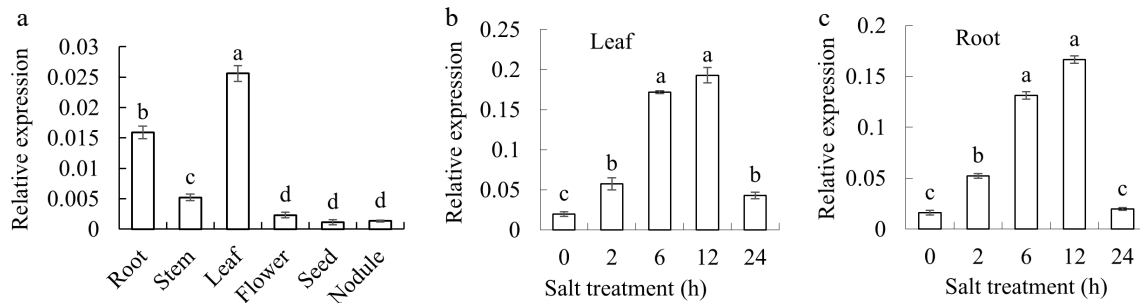 a
Relative expression
0.03
0.025
0.02
0.015
0.01
0.005
0
b
c
a
d
d
d
Root
Stem
Leaf
Flower
Seed
Nodule
b
Leaf
Relative expression
0.25
0.2
0.15
0.1
0.05
0
c
b
a
a
b
0 2 6 12 24
Salt treatment (h)
c
Root
Relative expression
0.2
0.15
0.1
0.05
0
c
b
a
a
c
0 2 6 12 24
Salt treatment (h)